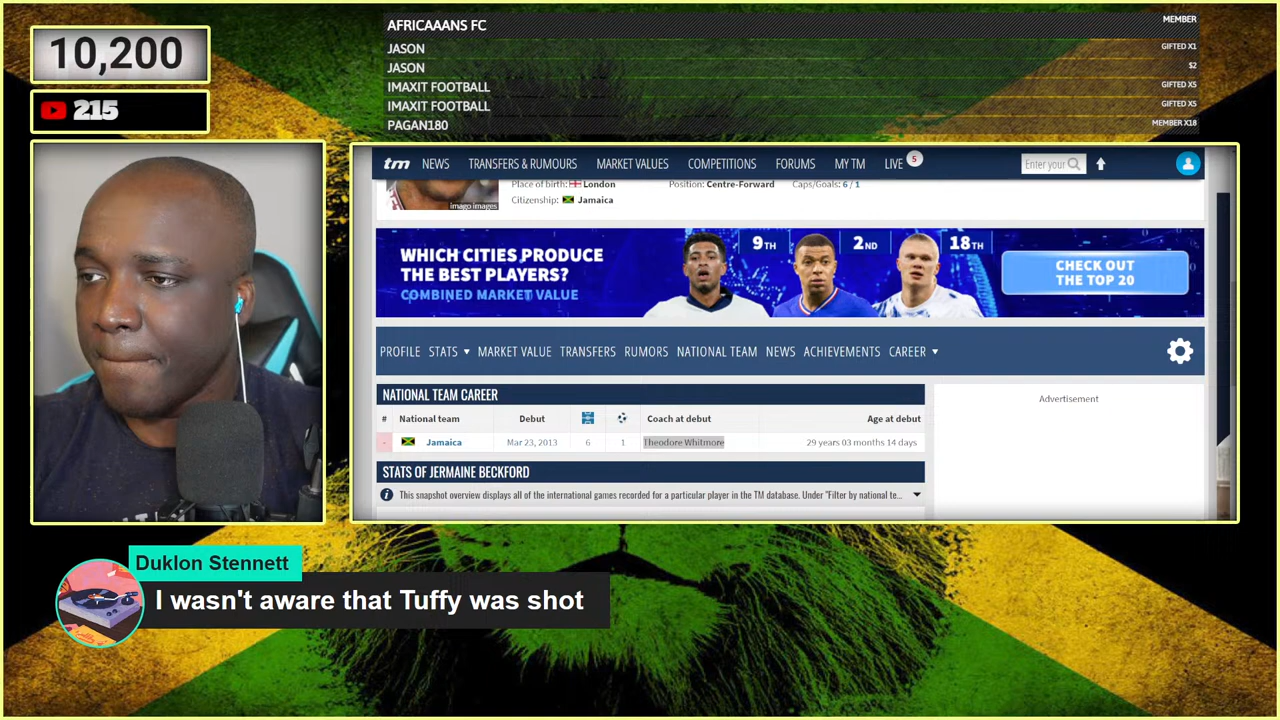 10,200
215
AFRICAAANS FC MEMBER
JASON GIFTED X1
JASON $2
IMAXIT FOOTBALL GIFTED X5
IMAXIT FOOTBALL GIFTED X5
PAGAN180 MEMBER X18
tm NEWS TRANSFERS & RUMOURS MARKET VALUES COMPETITIONS FORUMS MY TM LIVE 5 Enter your
Place of birth: London Position: Centre-Forward Caps/Goals: 6 / 1
imago images Citizenship: Jamaica
WHICH CITIES PRODUCE
THE BEST PLAYERS?
COMBINED MARKET VALUE
9TH 2ND 18TH
CHECK OUT
THE TOP 20
PROFILE STATS MARKET VALUE TRANSFERS RUMORS NATIONAL TEAM NEWS ACHIEVEMENTS CAREER
NATIONAL TEAM CAREER
# National team Debut Coach at debut Age at debut
- Jamaica Mar 23, 2013 6 1 Theodore Whitmore 29 years 03 months 14 days
Advertisement
STATS OF JERMAINE BECKFORD
This snapshot overview displays all of the international games recorded for a particular player in the TM database. Under "Filter by national te...
Duklon Stennett
I wasn't aware that Tuffy was shot